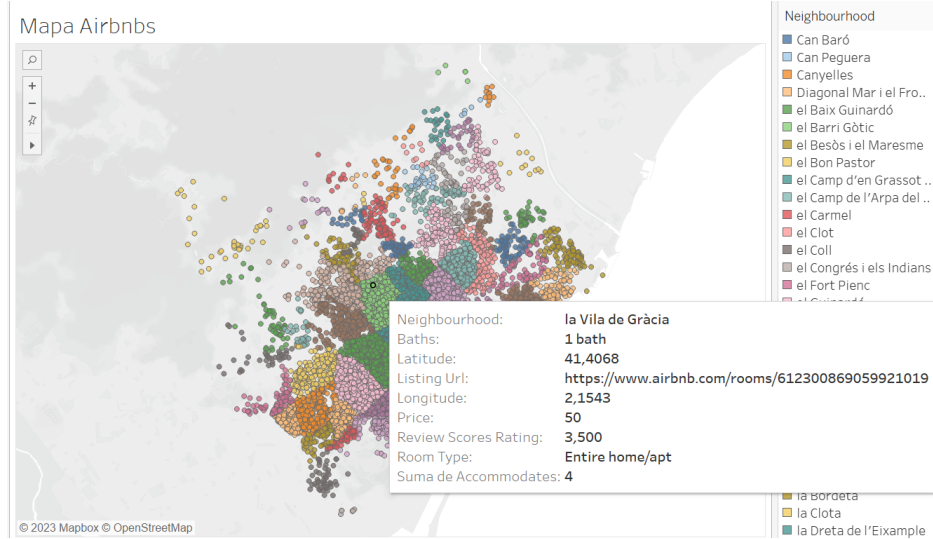 Mapa Airbnbs
Neighbourhood
Can Baró
Can Peguera
Canyelles
Diagonal Mar i el Fro..
el Baix Guinardó
el Barri Gòtic
el Besòs i el Maresme
el Bon Pastor
el Camp d'en Grassot ..
el Camp de l'Arpa del ..
el Carmel
el Clot
el Coll
el Congrés i els Indians
el Fort Pienc
Neighbourhood: la Vila de Gràcia
Baths: 1 bath
Latitude: 41,4068
Listing Url: https://www.airbnb.com/rooms/612300869059921019
Longitude: 2,1543
Price: 50
Review Scores Rating: 3,500
Room Type: Entire home/apt
Suma de Accommodates: 4
la Bordeta
la Clota
la Dreta de l'Eixample
© 2023 Mapbox © OpenStreetMap